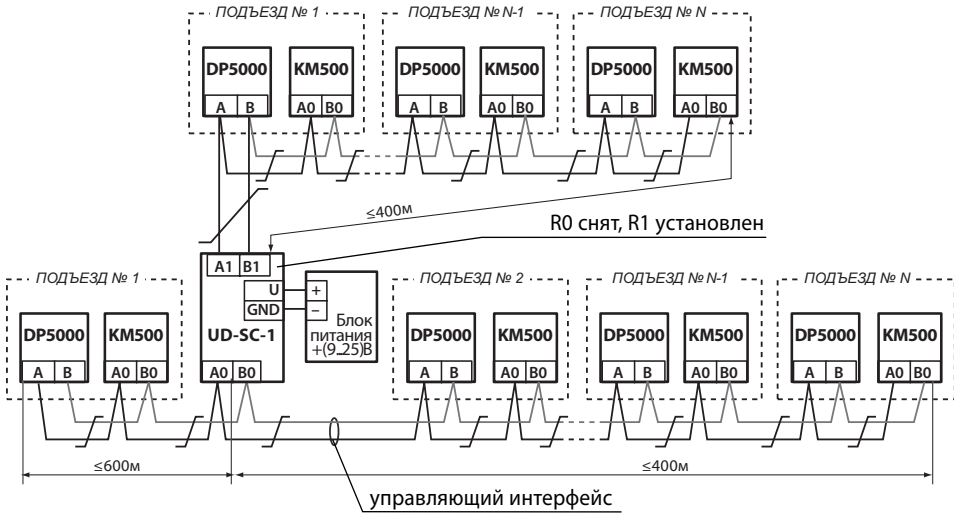 ПОДЪЕЗД № 1 ПОДЪЕЗД № N-1 ПОДЪЕЗД № N
DP5000 KM500 DP5000 KM500 DP5000 KM500
A B A0 B0 A B A0 B0 A B A0 B0
≤400м
R0 снят, R1 установлен
A1 B1
ПОДЪЕЗД № 1 ПОДЪЕЗД № 2 ПОДЪЕЗД № N-1 ПОДЪЕЗД № N
U +
GND –
UD-SC-1
Блок
питания
+(9..25)В
DP5000 KM500 DP5000 KM500 DP5000 KM500 DP5000 KM500
A B A0 B0 A0 B0 A B A0 B0 A B A0 B0 A B A0 B0
≤600м ≤400м
управляющий интерфейс